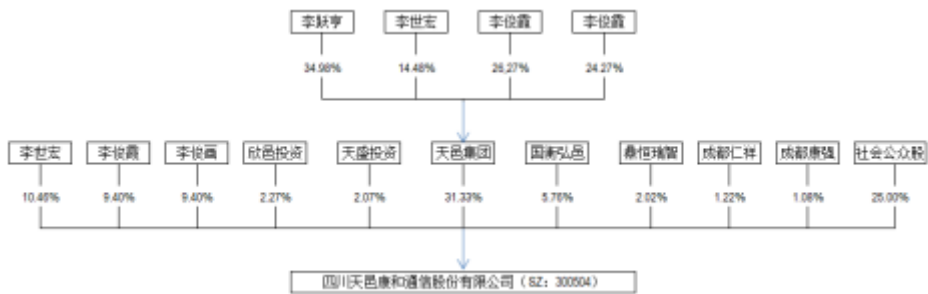 李跃亨 李世宏 李俊霞 李俊霞
34.98% 14.48% 26.27% 24.27%
李世宏 李俊霞 李俊画 欣邑投资 天盛投资 天邑集团 国衡弘邑 鼎恒瑞智 成都仁祥 成都康强 社会公众股
10.46% 9.40% 9.40% 2.27% 2.07% 31.33% 5.76% 2.02% 1.22% 1.08% 25.00%
四川天邑康和通信股份有限公司（SZ：300504）